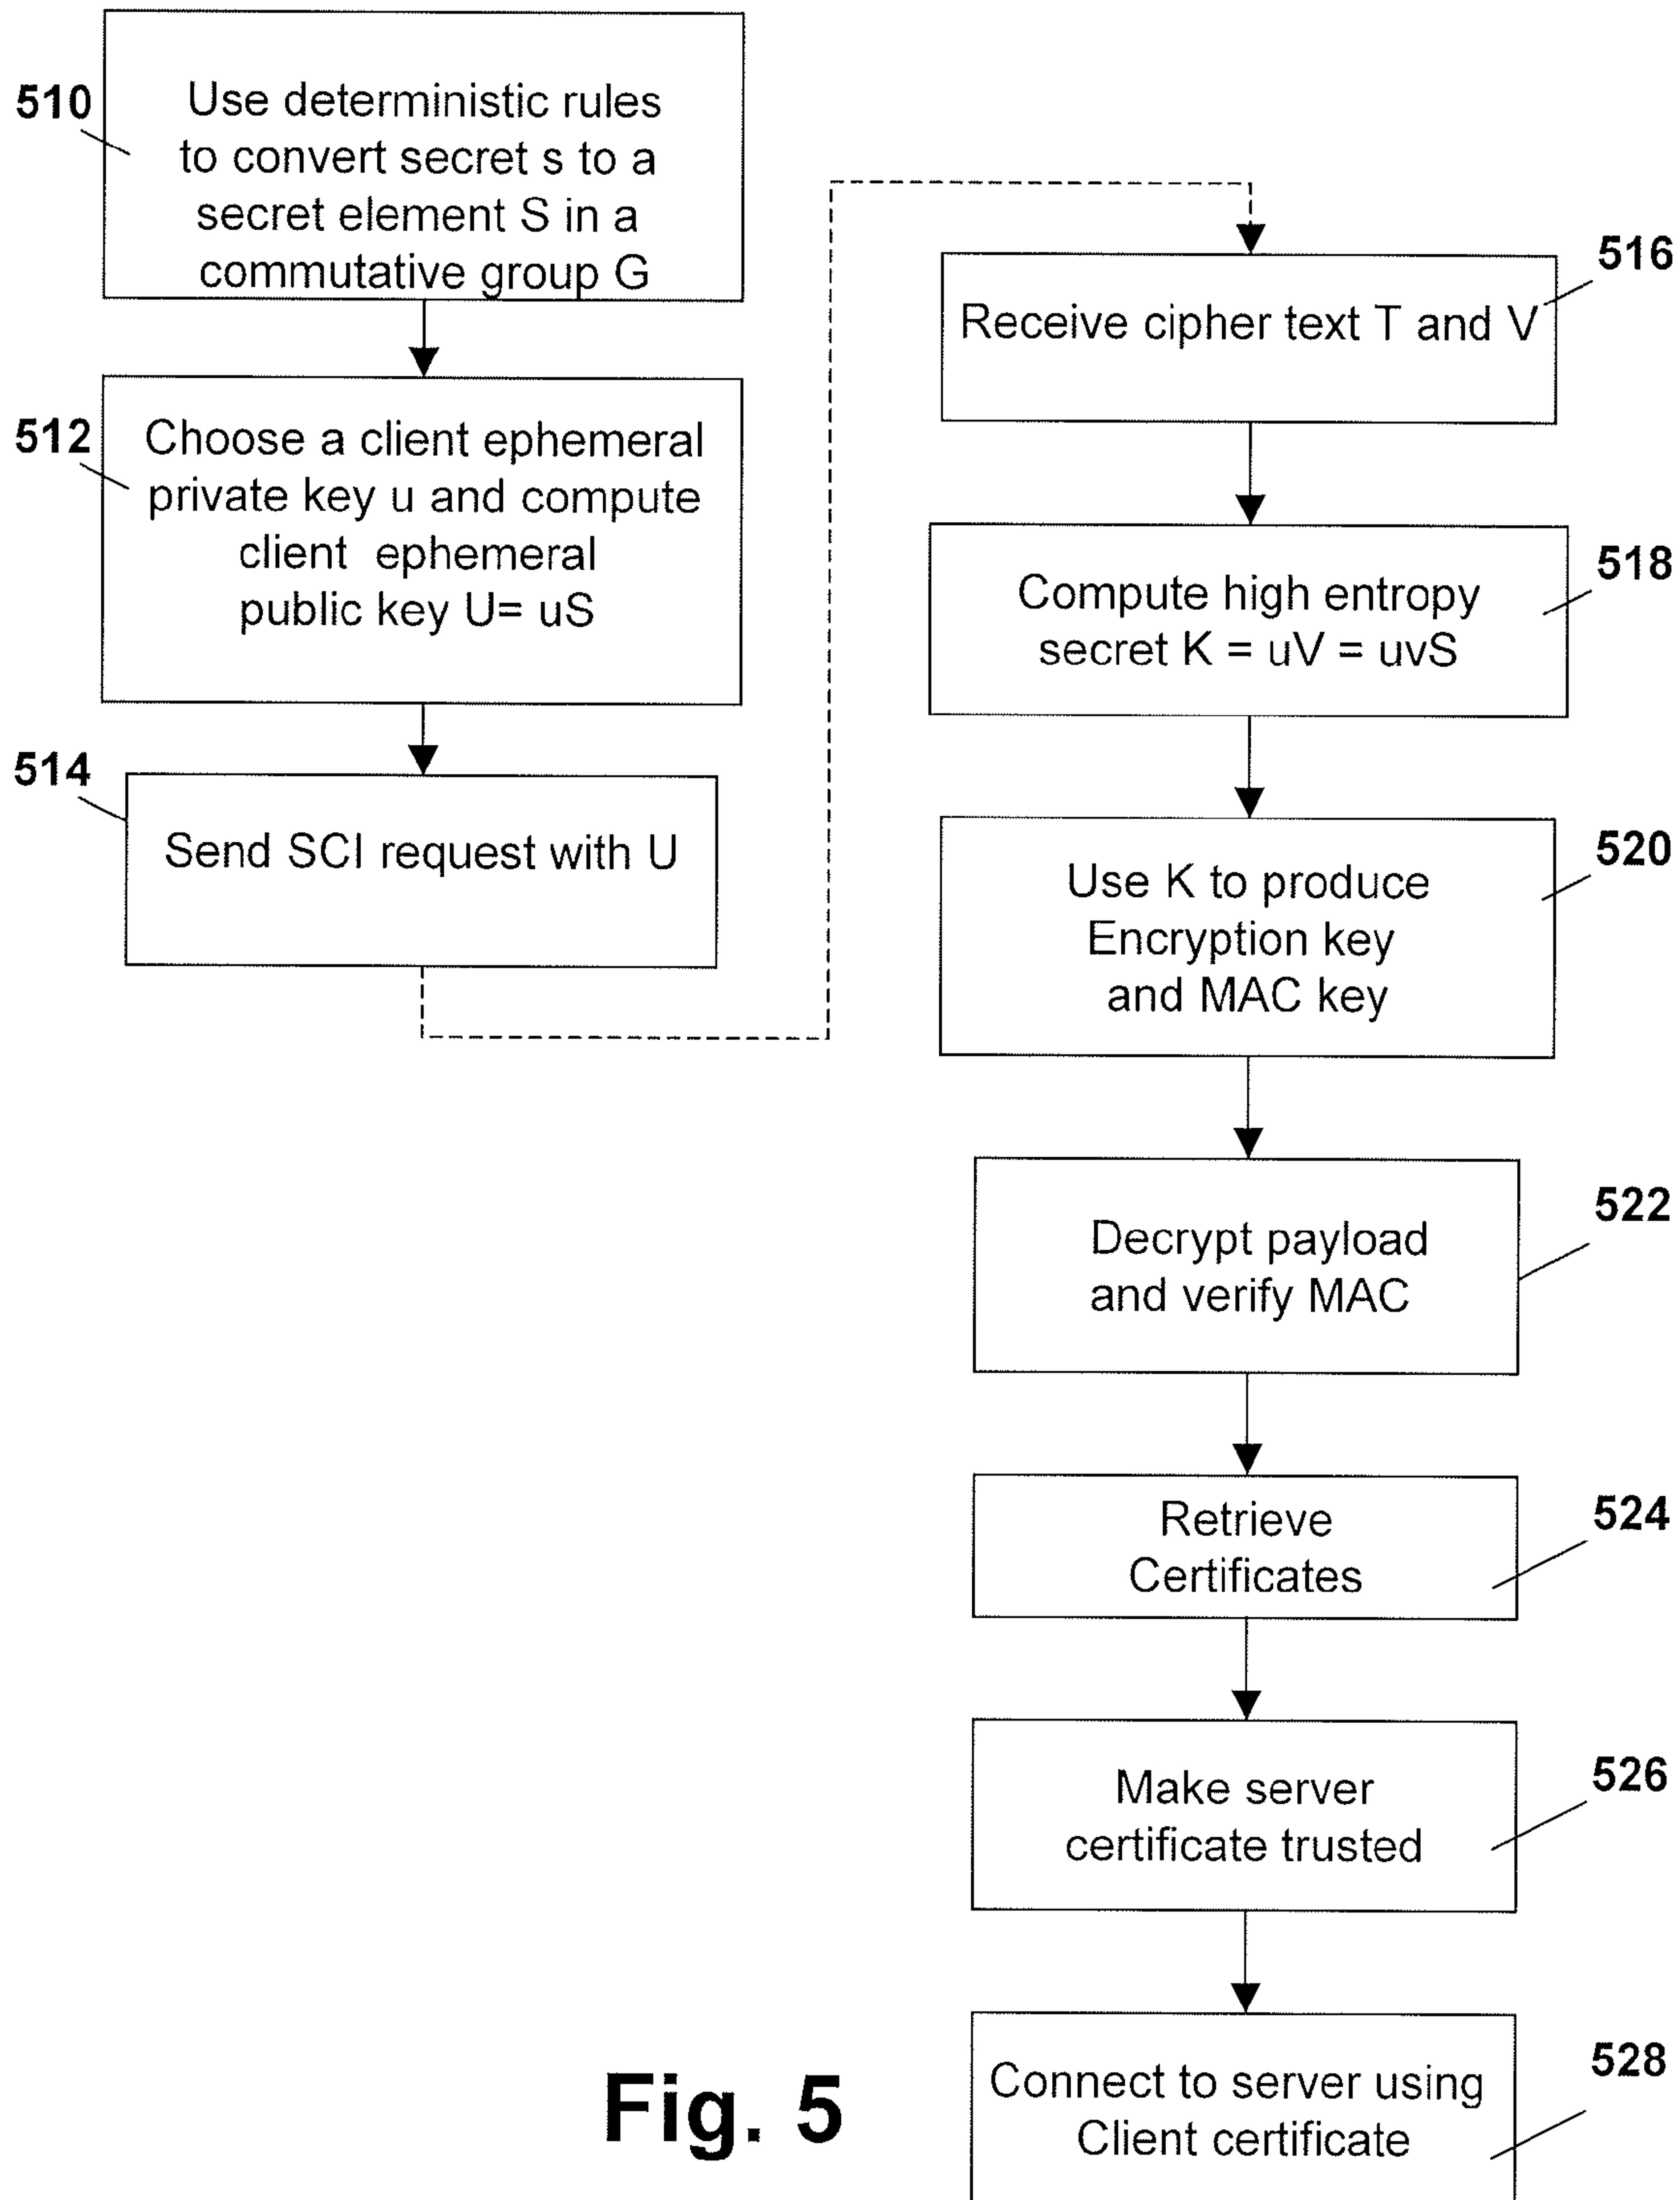 510
Use deterministic rules
to convert secret s to a
secret element S in a
commutative group G
512
Choose a client ephemeral
private key u and compute
client ephemeral
public key U= uS
514
Send SCI request with U
516
Receive cipher text T and V
518
Compute high entropy
secret K = uV = uvS
520
Use K to produce
Encryption key
and MAC key
522
Decrypt payload
and verify MAC
524
Retrieve
Certificates
526
Make server
certificate trusted
528
Connect to server using
Client certificate
Fig. 5